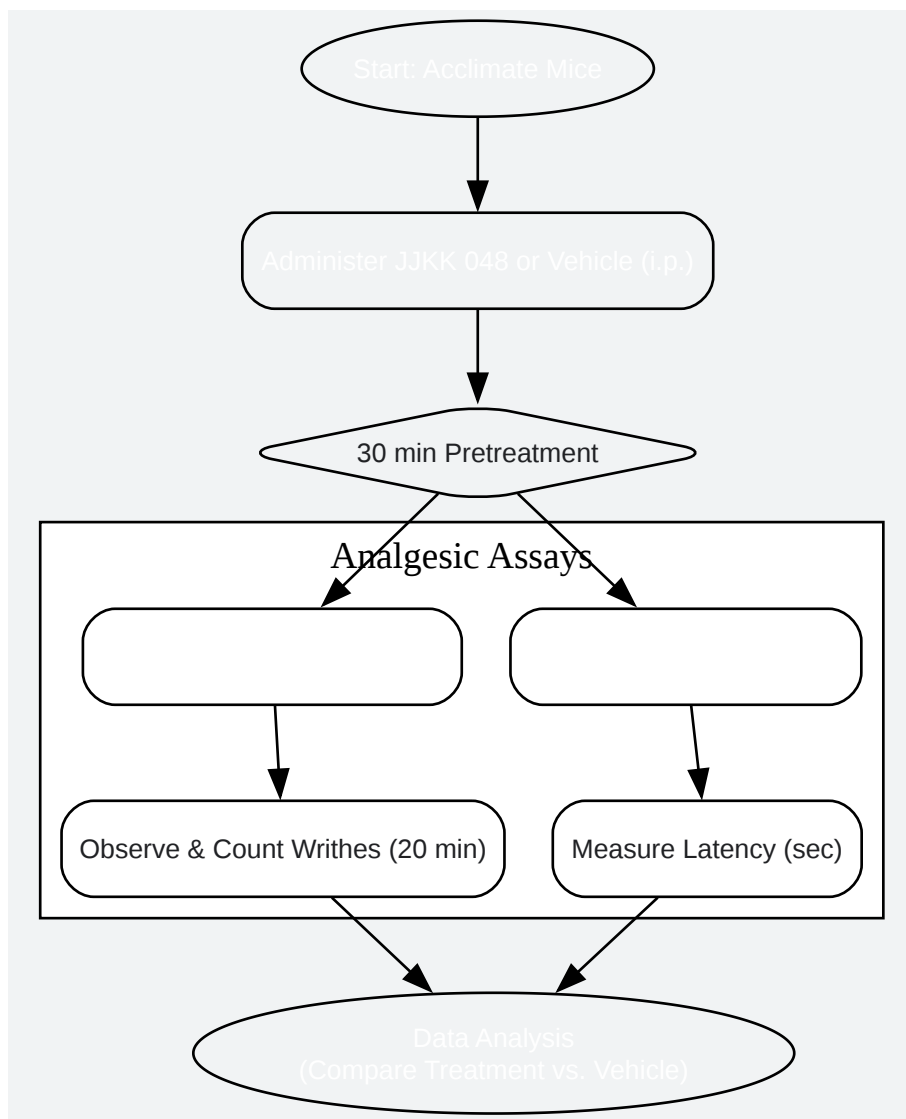 Start: Acclimate Mice
Administer JJKK 048 or Vehicle (i.p.)
30 min Pretreatment
Analgesic Assays
Observe & Count Writhes (20 min)
Measure Latency (sec)
Data Analysis
(Compare Treatment vs. Vehicle)